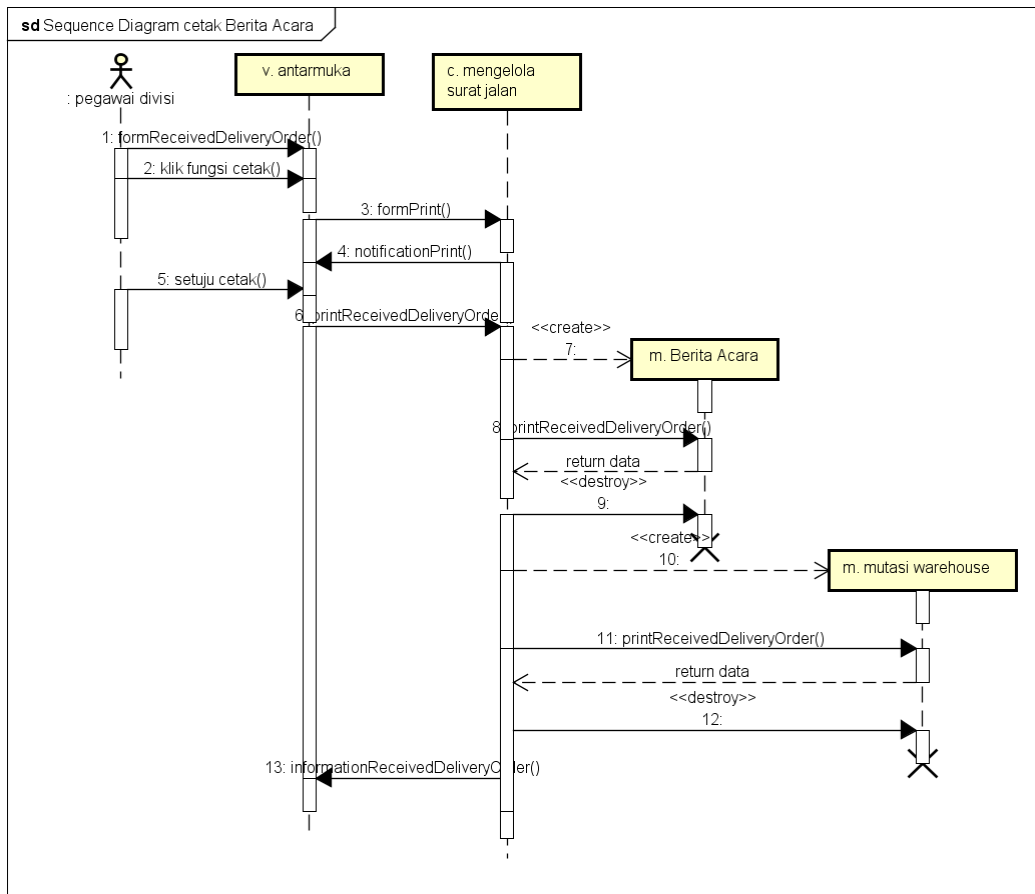 sd Sequence Diagram cetak Berita Acara
: pegawai divisi
v. antarmuka
c. mengelola
surat jalan
1: formReceivedDeliveryOrder()
2: klik fungsi cetak()
3: formPrint()
4: notificationPrint()
5: setuju cetak()
6: printReceivedDeliveryOrder
<<create>>
7:
m. Berita Acara
8: printReceivedDeliveryOrder()
return data
<<destroy>>
9:
<<create>>
10:
m. mutasi warehouse
11: printReceivedDeliveryOrder()
return data
<<destroy>>
12:
13: informationReceivedDeliveryOrder()